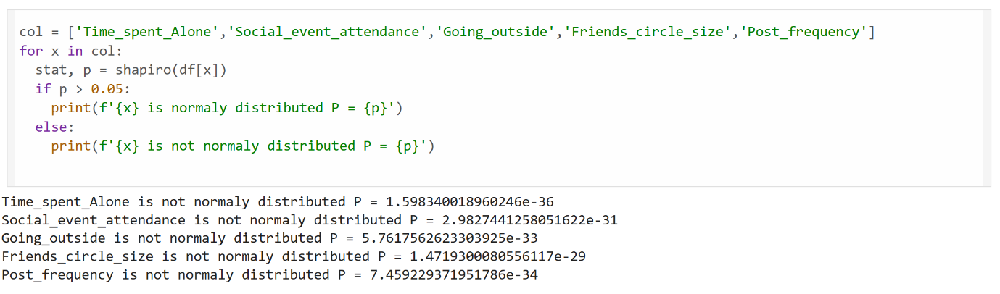 col = ['Time_spent_Alone','Social_event_attendance','Going_outside','Friends_circle_size','Post_frequency']
for x in col:
  stat, p = shapiro(df[x])
  if p > 0.05:
    print(f'{x} is normaly distributed P = {p}')
  else:
    print(f'{x} is not normaly distributed P = {p}')
Time_spent_Alone is not normaly distributed P = 1.598340018960246e-36
Social_event_attendance is not normaly distributed P = 2.9827441258051622e-31
Going_outside is not normaly distributed P = 5.7617562623303925e-33
Friends_circle_size is not normaly distributed P = 1.4719300080556117e-29
Post_frequency is not normaly distributed P = 7.459229371951786e-34